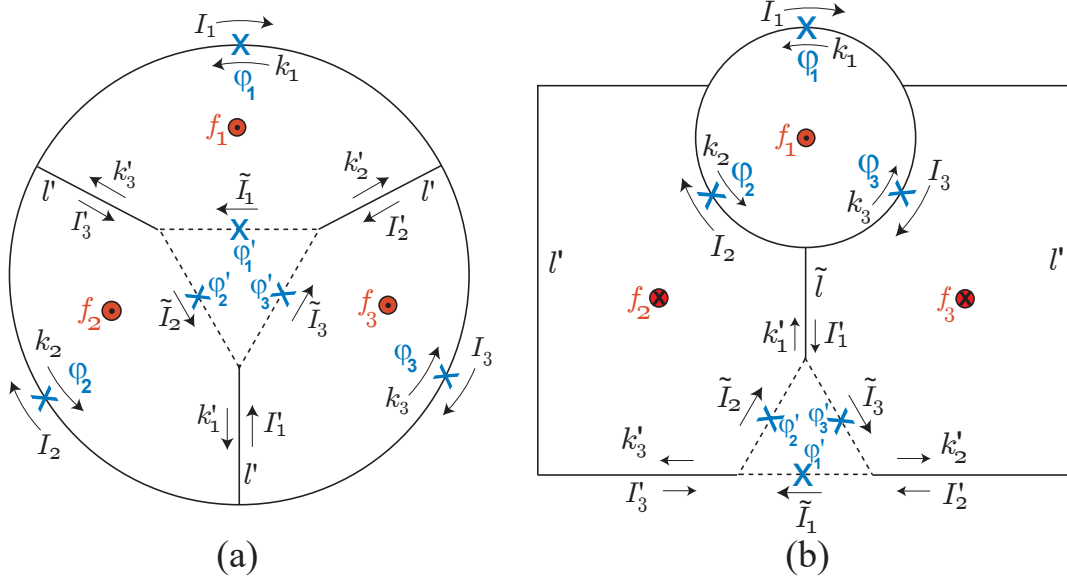 I₁
k₁
φ₁
f₁
k'₃
l'
I'₃
Ĩ₁
k'₂
l'
I'₂
φ'₁
φ'₂
φ'₃
Ĩ₂
Ĩ₃
f₂
f₃
k₂
φ₂
I₂
φ₃
k₃
I₃
k'₁
I'₁
l'
(a)
I₁
k₁
φ₁
f₁
k₂
φ₂
I₂
φ₃
k₃
I₃
l'
l'
l̃
f₂
f₃
k'₁
I'₁
Ĩ₂
Ĩ₃
φ'₂
φ'₃
φ'₁
k'₃
I'₃
k'₂
I'₂
Ĩ₁
(b)